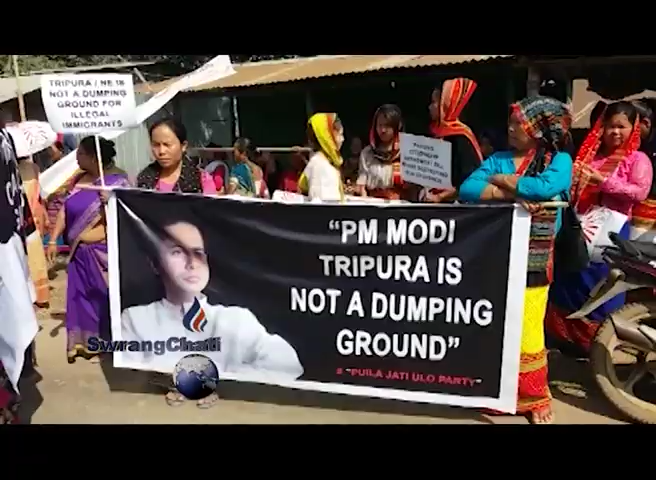 TRIPURA / NE IS
NOT A DUMPING
GROUND FOR
ILLEGAL
IMMIGRANTS
"PM MODI
TRIPURA IS
NOT A DUMPING
GROUND"
# "PUILA JATI ULO PARTY"
SwrangChati